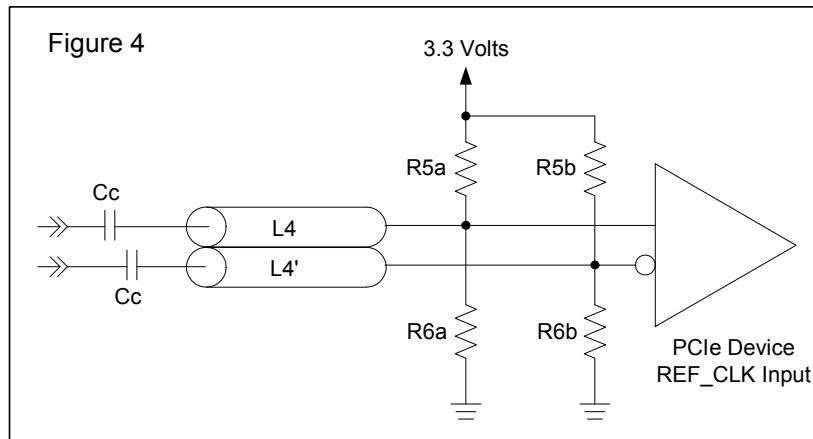 Figure 4
3.3 Volts
R5a
R5b
Cc
L4
L4'
Cc
R6a
R6b
PCIe Device
REF_CLK Input